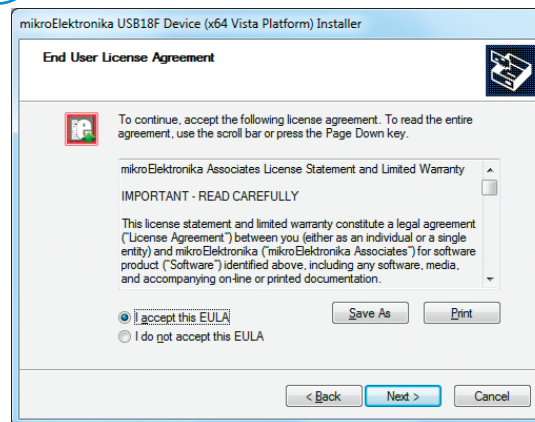 mikroElektronika USB18F Device (x64 Vista Platform) Installer
End User License Agreement
To continue, accept the following license agreement. To read the entire
agreement, use the scroll bar or press the Page Down key.
mikroElektronika Associates License Statement and Limited Warranty
IMPORTANT - READ CAREFULLY
This license statement and limited warranty constitute a legal agreement
("License Agreement") between you (either as an individual or a single
entity) and mikroElektronika ("mikroElektronika Associates") for software
product ("Software") identified above, including any software, media,
and accompanying on-line or printed documentation.
I accept this EULA
Save As
Print
I do not accept this EULA
< Back
Next >
Cancel